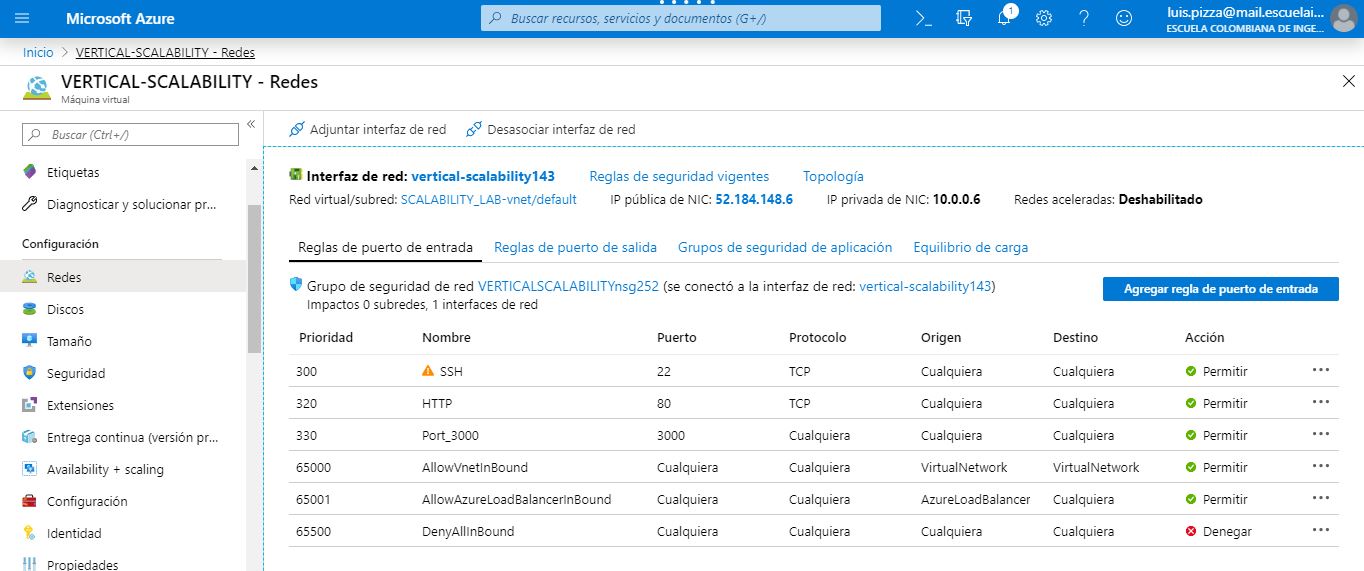 Microsoft Azure
Buscar recursos, servicios y documentos (G+/)
1
luis.pizza@mail.escuelai...
ESCUELA COLOMBIANA DE INGE...
Inicio > VERTICAL-SCALABILITY - Redes
VERTICAL-SCALABILITY - Redes
Máquina virtual
Buscar (Ctrl+/)
«
Etiquetas
Diagnosticar y solucionar pr...
Configuración
Redes
Discos
Tamaño
Seguridad
Extensiones
Entrega continua (versión pr...
Availability + scaling
Configuración
Identidad
Propiedades
Adjuntar interfaz de red Desasociar interfaz de red
Interfaz de red: vertical-scalability143 Reglas de seguridad vigentes Topología
Red virtual/subred: SCALABILITY_LAB-vnet/default IP pública de NIC: 52.184.148.6 IP privada de NIC: 10.0.0.6 Redes aceleradas: Deshabilitado
Reglas de puerto de entrada Reglas de puerto de salida Grupos de seguridad de aplicación Equilibrio de carga
Grupo de seguridad de red VERTICALSCALABILITYnsg252 (se conectó a la interfaz de red: vertical-scalability143)
Impactos 0 subredes, 1 interfaces de red
Agregar regla de puerto de entrada
Prioridad Nombre Puerto Protocolo Origen Destino Acción
300 SSH 22 TCP Cualquiera Cualquiera Permitir ...
320 HTTP 80 TCP Cualquiera Cualquiera Permitir ...
330 Port_3000 3000 Cualquiera Cualquiera Cualquiera Permitir ...
65000 AllowVnetInBound Cualquiera Cualquiera VirtualNetwork VirtualNetwork Permitir ...
65001 AllowAzureLoadBalancerInBound Cualquiera Cualquiera AzureLoadBalancer Cualquiera Permitir ...
65500 DenyAllInBound Cualquiera Cualquiera Cualquiera Cualquiera Denegar ...